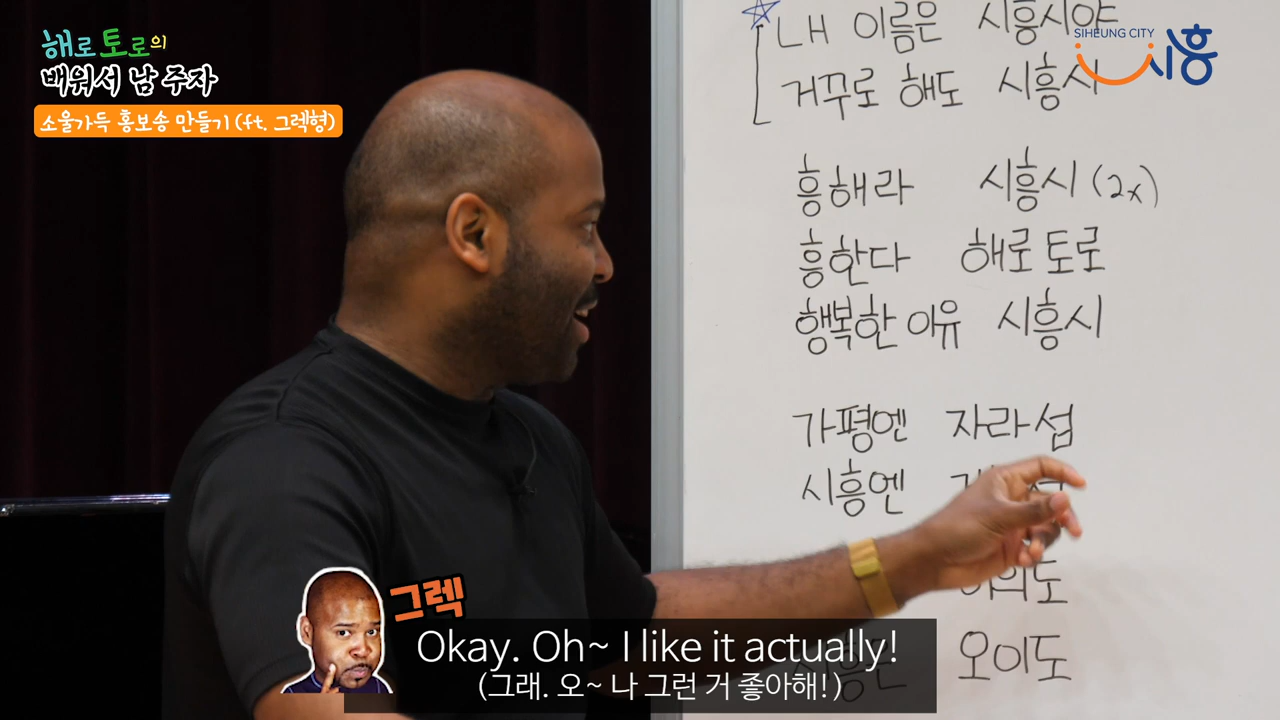 해로토로의
배워서 남 주자
소울가득 홍보송 만들기 (ft. 그렉형)
SIHEUNG CITY
시흥
내 이름은 시흥시야
거꾸로 해도 시흥시
흥해라 시흥시 (2x)
흥한다 해로토로
행복한 이유 시흥시
가평엔 자라섬
시흥엔
오이도
그렉
Okay. Oh~ I like it actually!
(그래. 오~ 나 그런 거 좋아해!)